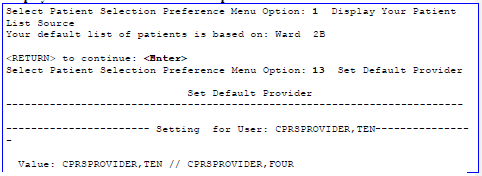 Select Patient Selection Preference Menu Option: 1  Display Your Patient
List Source
Your default list of patients is based on: Ward  2B
<RETURN> to continue: <Enter>
Select Patient Selection Preference Menu Option: 13  Set Default Provider
Set Default Provider
--------------------------------------------------------------------------
----------------------- Setting  for User: CPRSPROVIDER,TEN---------------
-
Value: CPRSPROVIDER,TEN // CPRSPROVIDER,FOUR